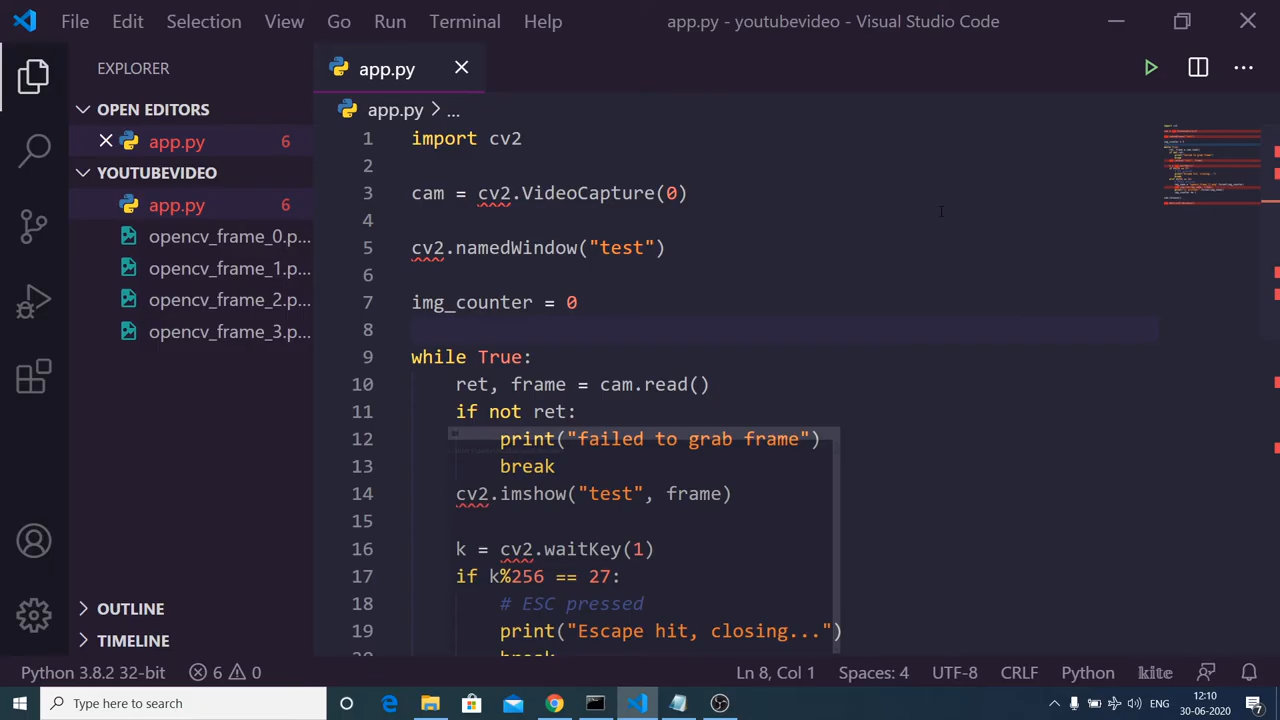 File Edit Selection View Go Run Terminal Help app.py - youtubevideo - Visual Studio Code
EXPLORER
OPEN EDITORS
app.py 6
YOUTUBEVIDEO
app.py 6
opencv_frame_0.p...
opencv_frame_1.p...
opencv_frame_2.p...
opencv_frame_3.p...
OUTLINE
TIMELINE
app.py
app.py > ...
1 import cv2
2
3 cam = cv2.VideoCapture(0)
4
5 cv2.namedWindow("test")
6
7 img_counter = 0
8
9 while True:
10 ret, frame = cam.read()
11 if not ret:
12 print("failed to grab frame")
13 break
14 cv2.imshow("test", frame)
15
16 k = cv2.waitKey(1)
17 if k%256 == 27:
18 # ESC pressed
19 print("Escape hit, closing...")
20 break
Python 3.8.2 32-bit 6 0 Ln 8, Col 1 Spaces: 4 UTF-8 CRLF Python kite
Type here to search
ENG
12:10
30-06-2020
7